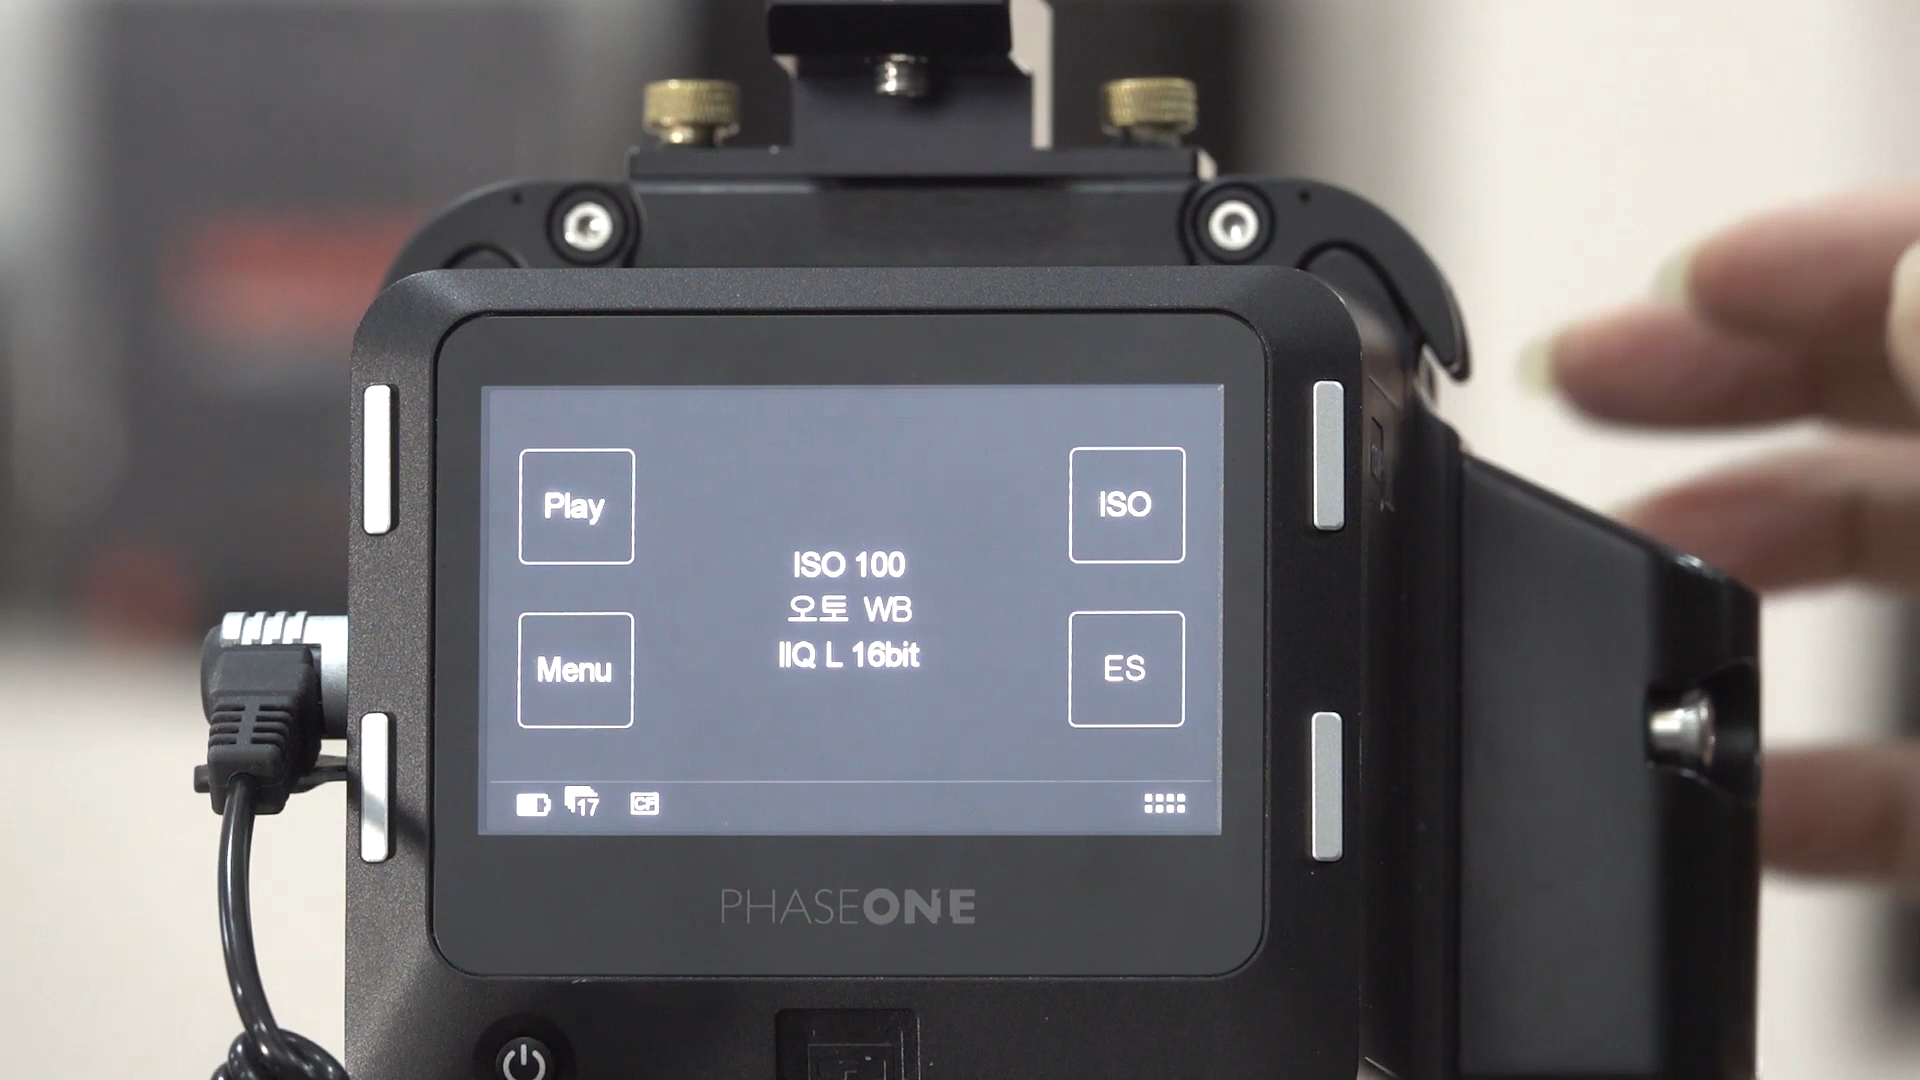 Play
ISO
ISO 100
오토 WB
IIQ L 16bit
Menu
ES
17
CF
PHASEONE